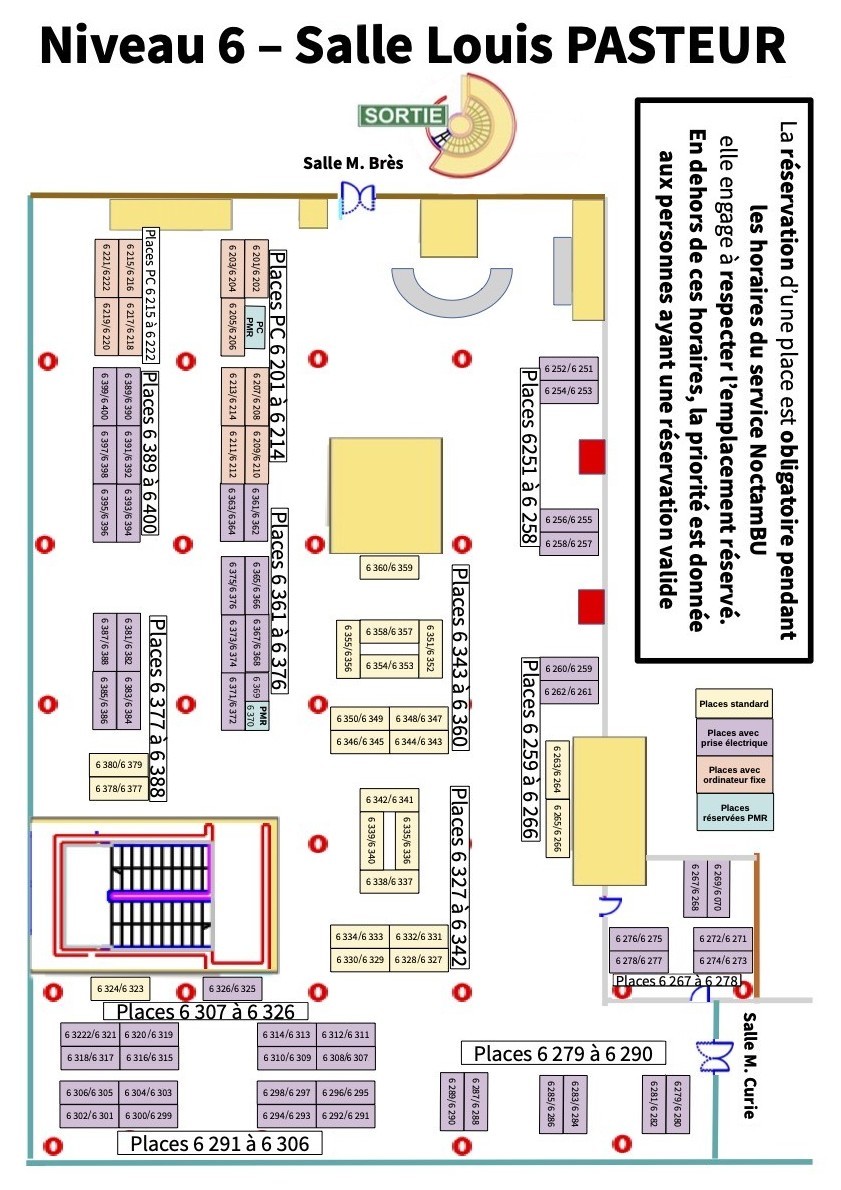 Niveau 6 – Salle Louis PASTEUR
SORTIE
Salle M. Brès
La réservation d'une place est obligatoire pendant
les horaires du service NoctamBU
elle engage à respecter l'emplacement réservé.
En dehors de ces horaires, la priorité est donnée
aux personnes ayant une réservation valide
Places PC 6 215 à 6 222
6 221/6 222
6 215/6 216
6 219/6 220
6 217/6 218
Places PC 6 201 à 6 214
6 203/6 204
6 201/6 202
6 205/6 206
PC
PMR
6 213/6 214
6 207/6 208
6 211/6 212
6 209/6 210
Places 6 389 à 6 400
6 399/6 400
6 389/6 390
6 397/6 398
6 391/6 392
6 395/6 396
6 393/6 394
Places 6 361 à 6 376
6 363/6 364
6 361/6 362
6 375/6 376
6 365/6 366
6 373/6 374
6 367/6 368
6 371/6 372
6 369
6 370
PMR
Places 6251 à 6 258
6 252/6 251
6 254/6 253
6 256/6 255
6 258/6 257
Places 6 377 à 6 388
6 387/6 388
6 381/6 382
6 385/6 386
6 383/6 384
6 380/6 379
6 378/6 377
Places 6 343 à 6 360
6 360/6 359
6 355/6 356
6 358/6 357
6 354/6 353
6 351/6 352
6 350/6 349
6 348/6 347
6 346/6 345
6 344/6 343
Places 6 259 à 6 266
6 260/6 259
6 262/6 261
6 263/6 264
6 265/6 266
Places standard
Places avec
prise électrique
Places avec
ordinateur fixe
Places
réservées PMR
Places 6 327 à 6 342
6 342/6 341
6 339/6 340
6 335/6 336
6 338/6 337
6 334/6 333
6 332/6 331
6 330/6 329
6 328/6 327
6 267/6 268
6 269/6 070
6 276/6 275
6 272/6 271
6 278/6 277
6 274/6 273
Places 6 267 à 6 278
6 324/6 323
6 326/6 325
Places 6 307 à 6 326
6 3222/6 321
6 320/6 319
6 314/6 313
6 312/6 311
6 318/6 317
6 316/6 315
6 310/6 309
6 308/6 307
6 306/6 305
6 304/6 303
6 298/6 297
6 296/6 295
6 302/6 301
6 300/6 299
6 294/6 293
6 292/6 291
Places 6 291 à 6 306
Places 6 279 à 6 290
6 289/6 290
6 287/6 288
6 285/6 286
6 283/6 284
6 281/6 282
6 279/6 280
Salle M. Curie